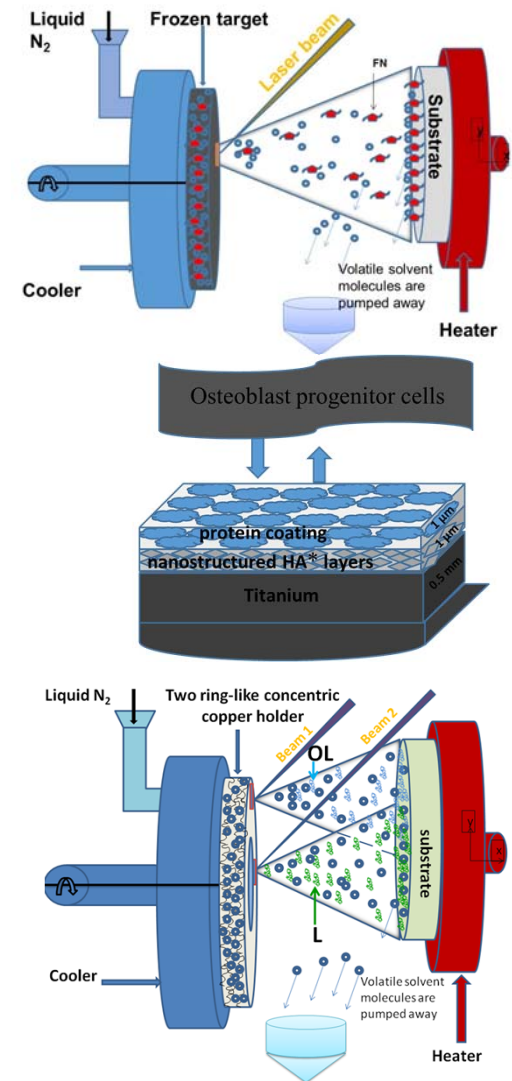 Liquid
N2
Frozen target
Laser beam
FN
Substrate
Volatile solvent
molecules are
pumped away
Cooler
Heater
Osteoblast progenitor cells
protein coating
1 µm
nanostructured HA* layers
1 µm
Titanium
0.5 mm
Liquid N2
Two ring-like concentric
copper holder
Beam 1
Beam 2
OL
substrate
Y
x
L
Cooler
Volatile solvent
molecules are
pumped away
Heater